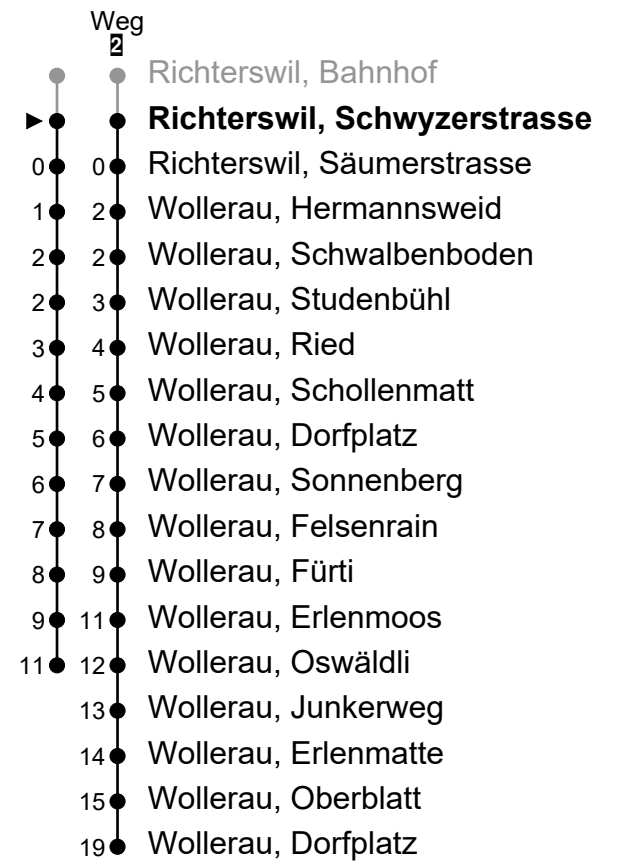 Weg
2
Richterswil, Bahnhof
► Richterswil, Schwyzerstrasse
0 0 Richterswil, Säumerstrasse
1 2 Wollerau, Hermannsweid
2 2 Wollerau, Schwalbenboden
2 3 Wollerau, Studenbühl
3 4 Wollerau, Ried
4 5 Wollerau, Schollenmatt
5 6 Wollerau, Dorfplatz
6 7 Wollerau, Sonnenberg
7 8 Wollerau, Felsenrain
8 9 Wollerau, Fürti
9 11 Wollerau, Erlenmoos
11 12 Wollerau, Oswäldli
13 Wollerau, Junkerweg
14 Wollerau, Erlenmatte
15 Wollerau, Oberblatt
19 Wollerau, Dorfplatz